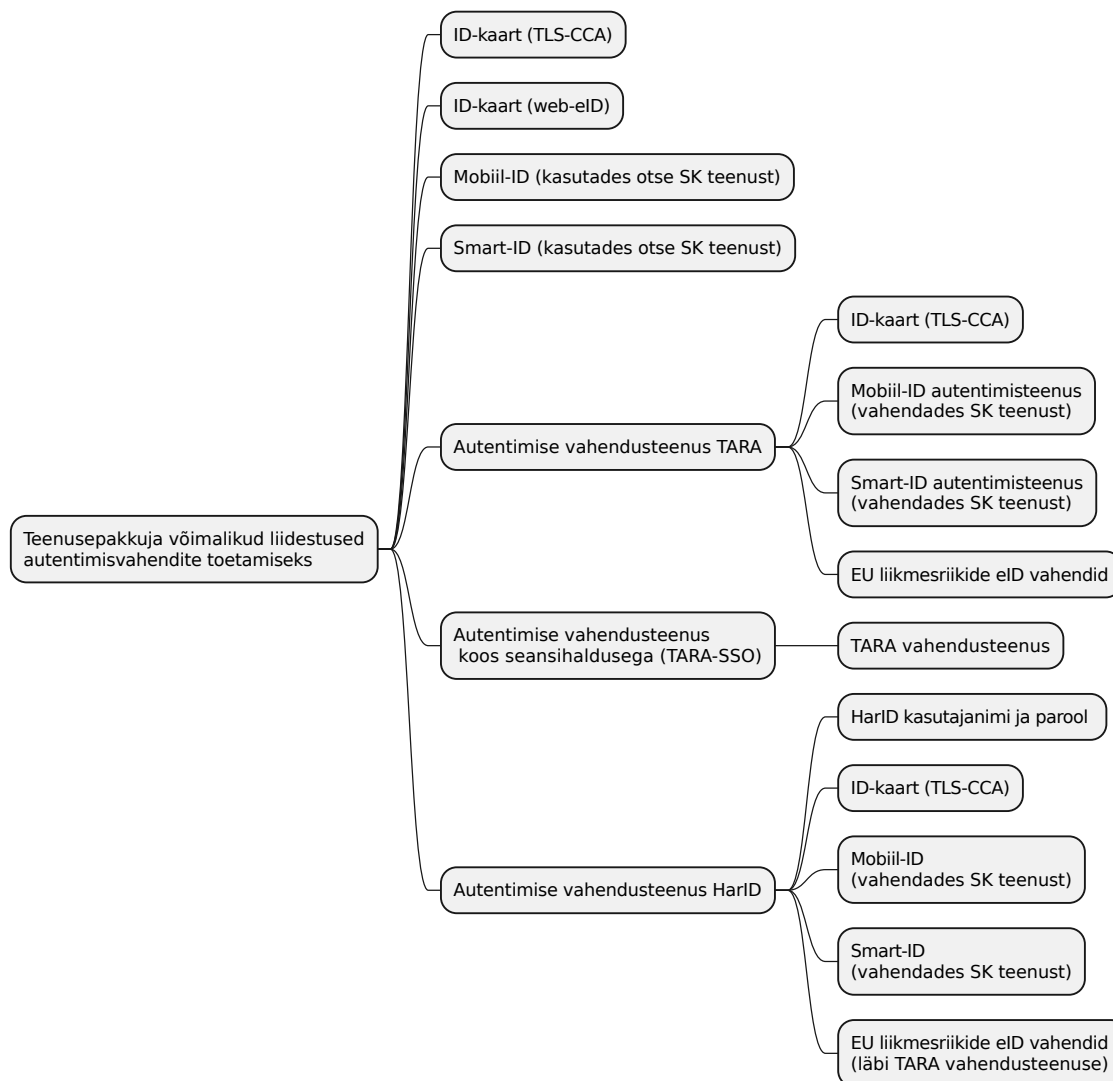 Teenusepakkuja võimalikud liidestused
autentimisvahendite toetamiseks
ID-kaart (TLS-CCA)
ID-kaart (web-eID)
Mobiil-ID (kasutades otse SK teenust)
Smart-ID (kasutades otse SK teenust)
Autentimise vahendusteenus TARA
ID-kaart (TLS-CCA)
Mobiil-ID autentimisteenus
(vahendades SK teenust)
Smart-ID autentimisteenus
(vahendades SK teenust)
EU liikmesriikide eID vahendid
Autentimise vahendusteenus
koos seansihaldusega (TARA-SSO)
TARA vahendusteenus
Autentimise vahendusteenus HarID
HarID kasutajanimi ja parool
ID-kaart (TLS-CCA)
Mobiil-ID
(vahendades SK teenust)
Smart-ID
(vahendades SK teenust)
EU liikmesriikide eID vahendid
(läbi TARA vahendusteenuse)